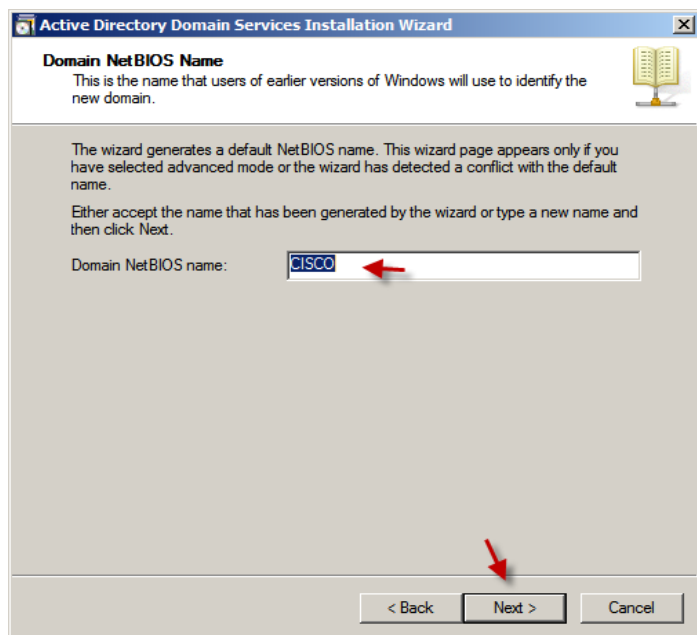 Active Directory Domain Services Installation Wizard
Domain NetBIOS Name
This is the name that users of earlier versions of Windows will use to identify the
new domain.
The wizard generates a default NetBIOS name. This wizard page appears only if you
have selected advanced mode or the wizard has detected a conflict with the default
name.
Either accept the name that has been generated by the wizard or type a new name and
then click Next.
Domain NetBIOS name: CISCO
< Back Next > Cancel